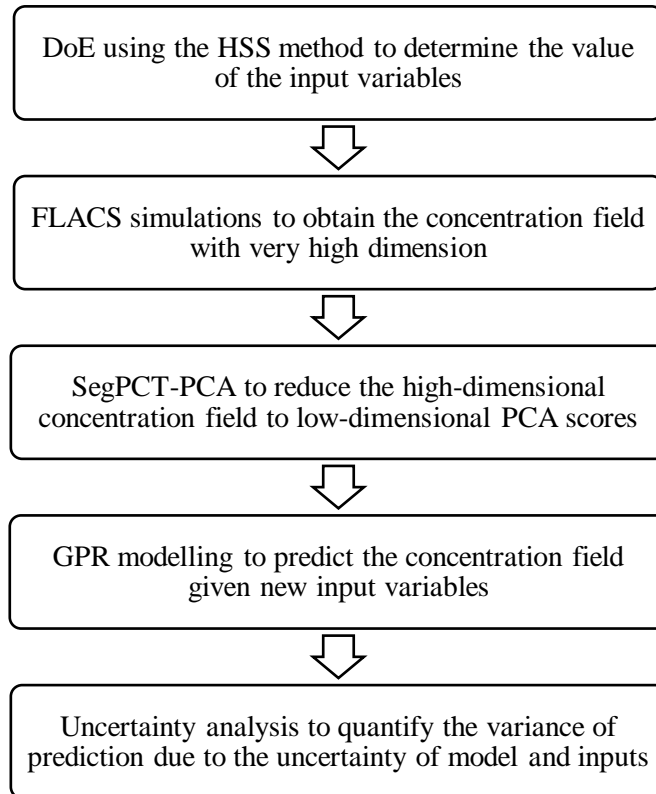 DoE using the HSS method to determine the value
of the input variables
FLACS simulations to obtain the concentration field
with very high dimension
SegPCT-PCA to reduce the high-dimensional
concentration field to low-dimensional PCA scores
GPR modelling to predict the concentration field
given new input variables
Uncertainty analysis to quantify the variance of
prediction due to the uncertainty of model and inputs